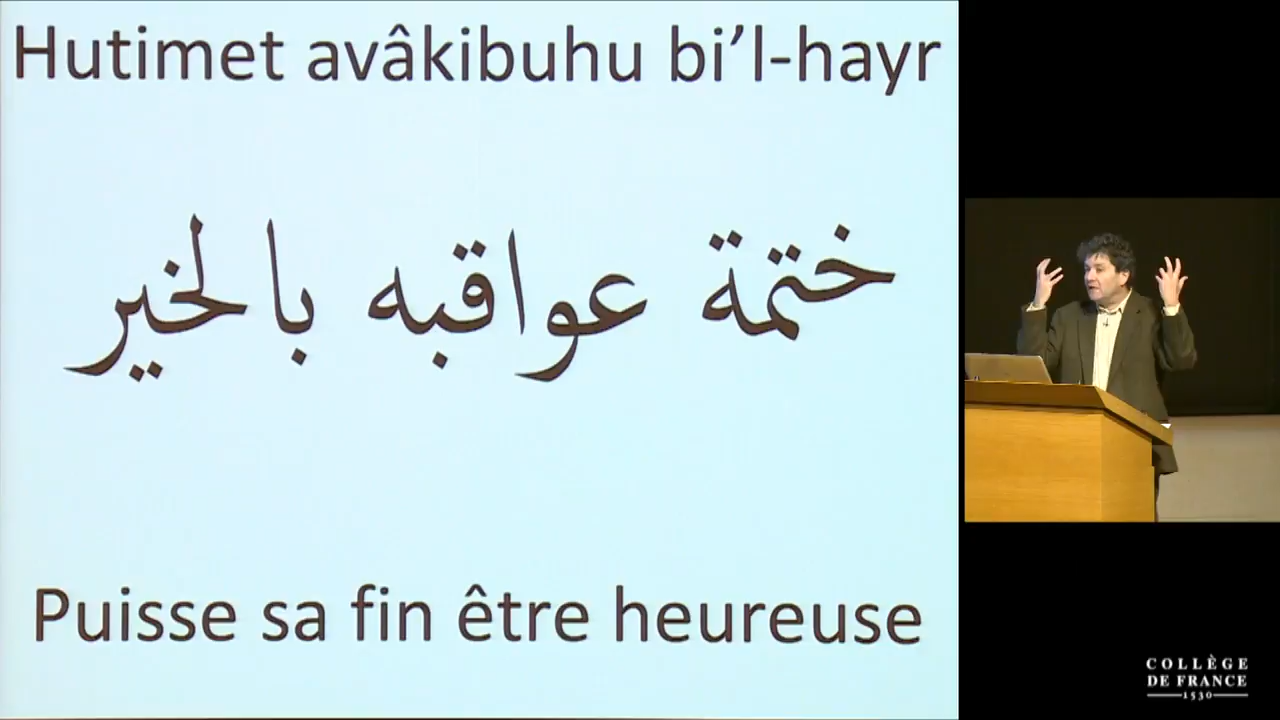 Hutimet avâkibuhu bi’l-hayr
ختمة عواقبه بالخير
Puisse sa fin être heureuse
COLLÈGE
DE FRANCE
1530